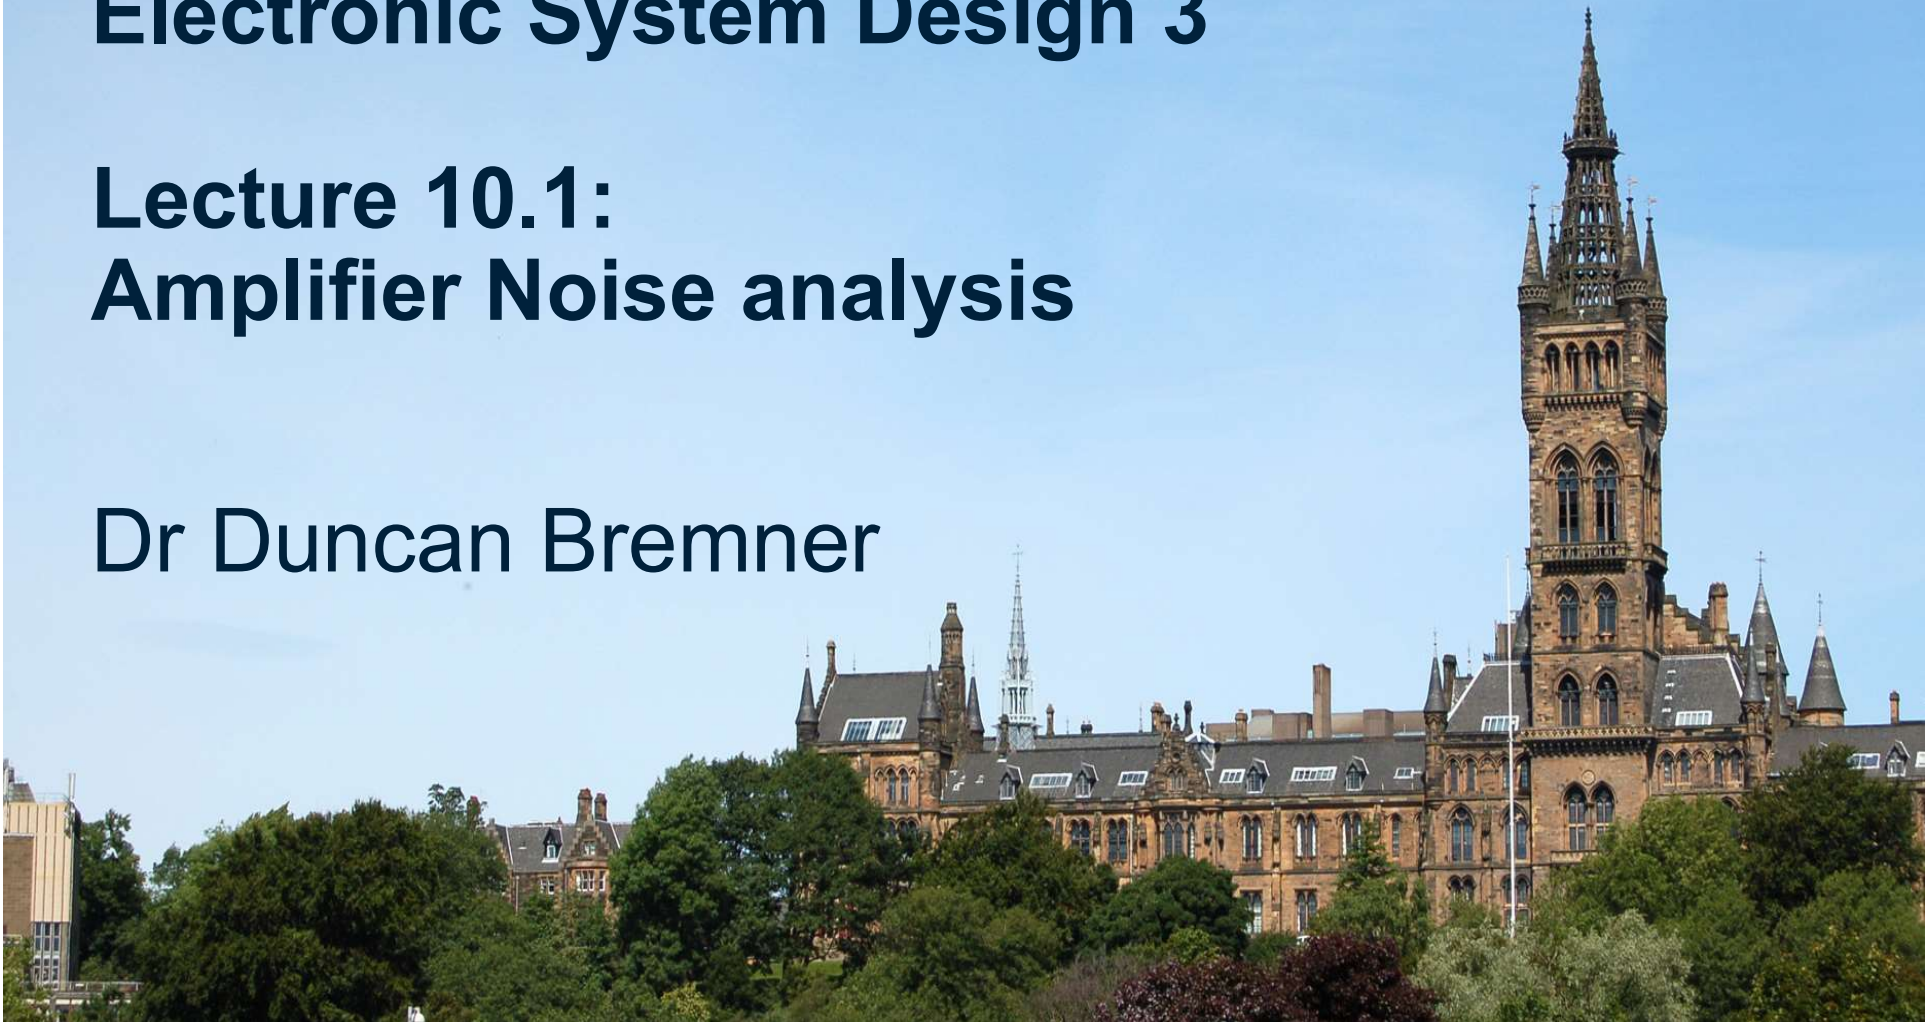 Electronic System Design 3
Lecture 10.1:
Amplifier Noise analysis
Dr Duncan Bremner